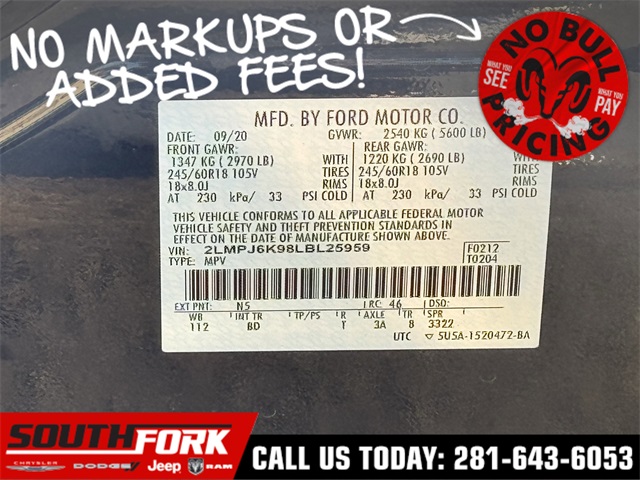 NO MARKUPS OR
ADDED FEES!
NO BULL
WHAT YOU SEE
WHAT YOU PAY
PRICING
MFD. BY FORD MOTOR CO.
DATE: 09/20 GVWR: 2540 KG ( 5600 LB)
FRONT GAWR: REAR GAWR:
1347 KG ( 2970 LB) WITH 1220 KG ( 2690 LB) WITH
245/60R18 105V TIRES 245/60R18 105V TIRES
18x8.0J RIMS 18x8.0J RIMS
AT 230 kPa/ 33 PSI COLD AT 230 kPa/ 33 PSI COLD
THIS VEHICLE CONFORMS TO ALL APPLICABLE FEDERAL MOTOR
VEHICLE SAFETY AND THEFT PREVENTION STANDARDS IN
EFFECT ON THE DATE OF MANUFACTURE SHOWN ABOVE.
VIN: 2LMPJ6K98LBL25959 F0212
TYPE: MPV T0204
EXT PNT: N5 RC: 46 DSO:
WB INT TR TP/PS R AXLE TR SPR
112 BD T 3A 8 3322
UTC ▽ 5U5A-1520472-BA
SOUTHFORK
CHRYSLER DODGE Jeep RAM
CALL US TODAY: 281-643-6053